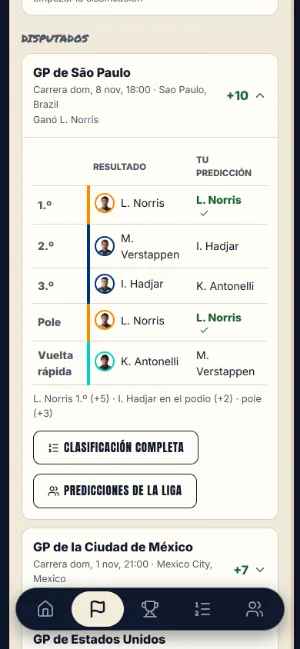 DISPUTADOS
GP de São Paulo
Carrera dom, 8 nov, 18:00 · Sao Paulo,
Brazil
+10
Ganó L. Norris
RESULTADO
TU
PREDICCIÓN
1.º
L. Norris
L. Norris
2.º
M.
Verstappen
I. Hadjar
3.º
I. Hadjar
K. Antonelli
Pole
L. Norris
L. Norris
Vuelta
rápida
K. Antonelli
M.
Verstappen
L. Norris 1.º (+5) · I. Hadjar en el podio (+2) · pole
(+3)
CLASIFICACIÓN COMPLETA
PREDICCIONES DE LA LIGA
GP de la Ciudad de México
Carrera dom, 1 nov, 21:00 · Mexico City,
Mexico
+7
GP de Estados Unidos